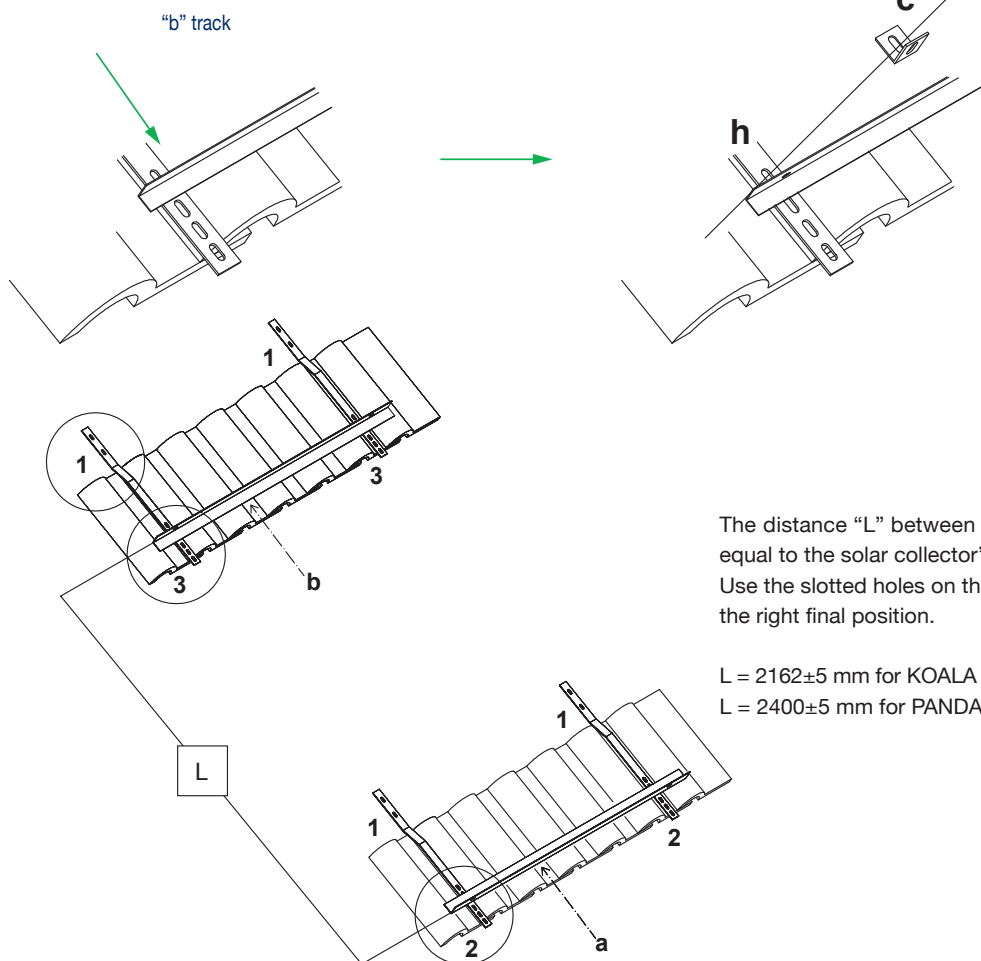 “b” track
c
h
1
1
3
3
b
The distance “L” between
equal to the solar collector’
Use the slotted holes on th
the right final position.
L = 2162±5 mm for KOALA
L = 2400±5 mm for PANDA
1
L
1
2
2
a